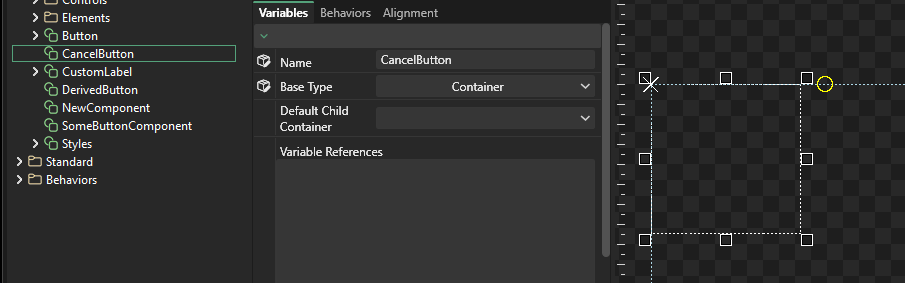 Controls
Elements
Button
CancelButton
CustomLabel
DerivedButton
NewComponent
SomeButtonComponent
Styles
Standard
Behaviors
Variables Behaviors Alignment
Name CancelButton
Base Type Container
Default Child
Container
Variable References